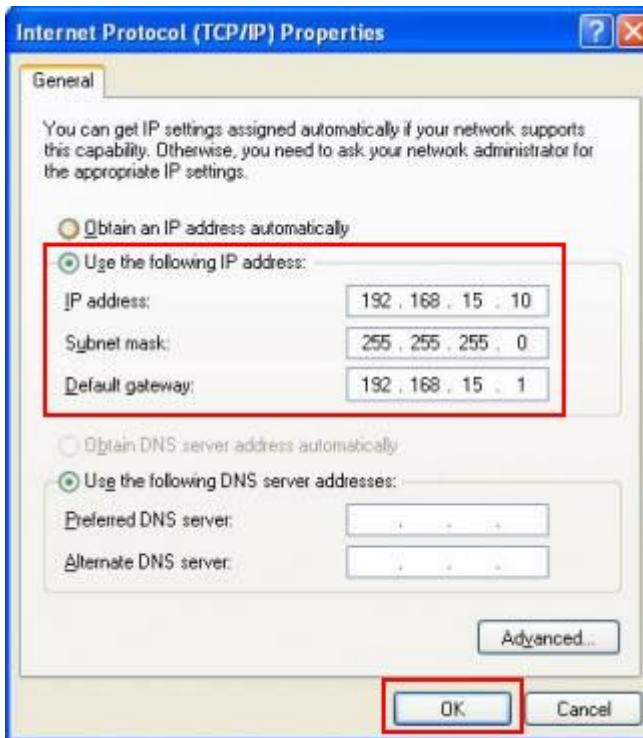 Internet Protocol (TCP/IP) Properties
General
You can get IP settings assigned automatically if your network supports
this capability. Otherwise, you need to ask your network administrator for
the appropriate IP settings.
Obtain an IP address automatically
Use the following IP address:
IP address: 192 . 168 . 15 . 10
Subnet mask: 255 . 255 . 255 . 0
Default gateway: 192 . 168 . 15 . 1
Obtain DNS server address automatically
Use the following DNS server addresses:
Preferred DNS server: . . .
Alternate DNS server: . . .
Advanced...
OK Cancel